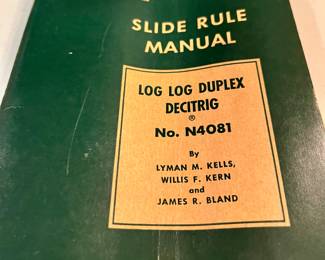 SLIDE RULE
MANUAL
LOG LOG DUPLEX
DECITRIG
®
No. N4081
By
LYMAN M. KELLS,
WILLIS F. KERN
and
JAMES R. BLAND